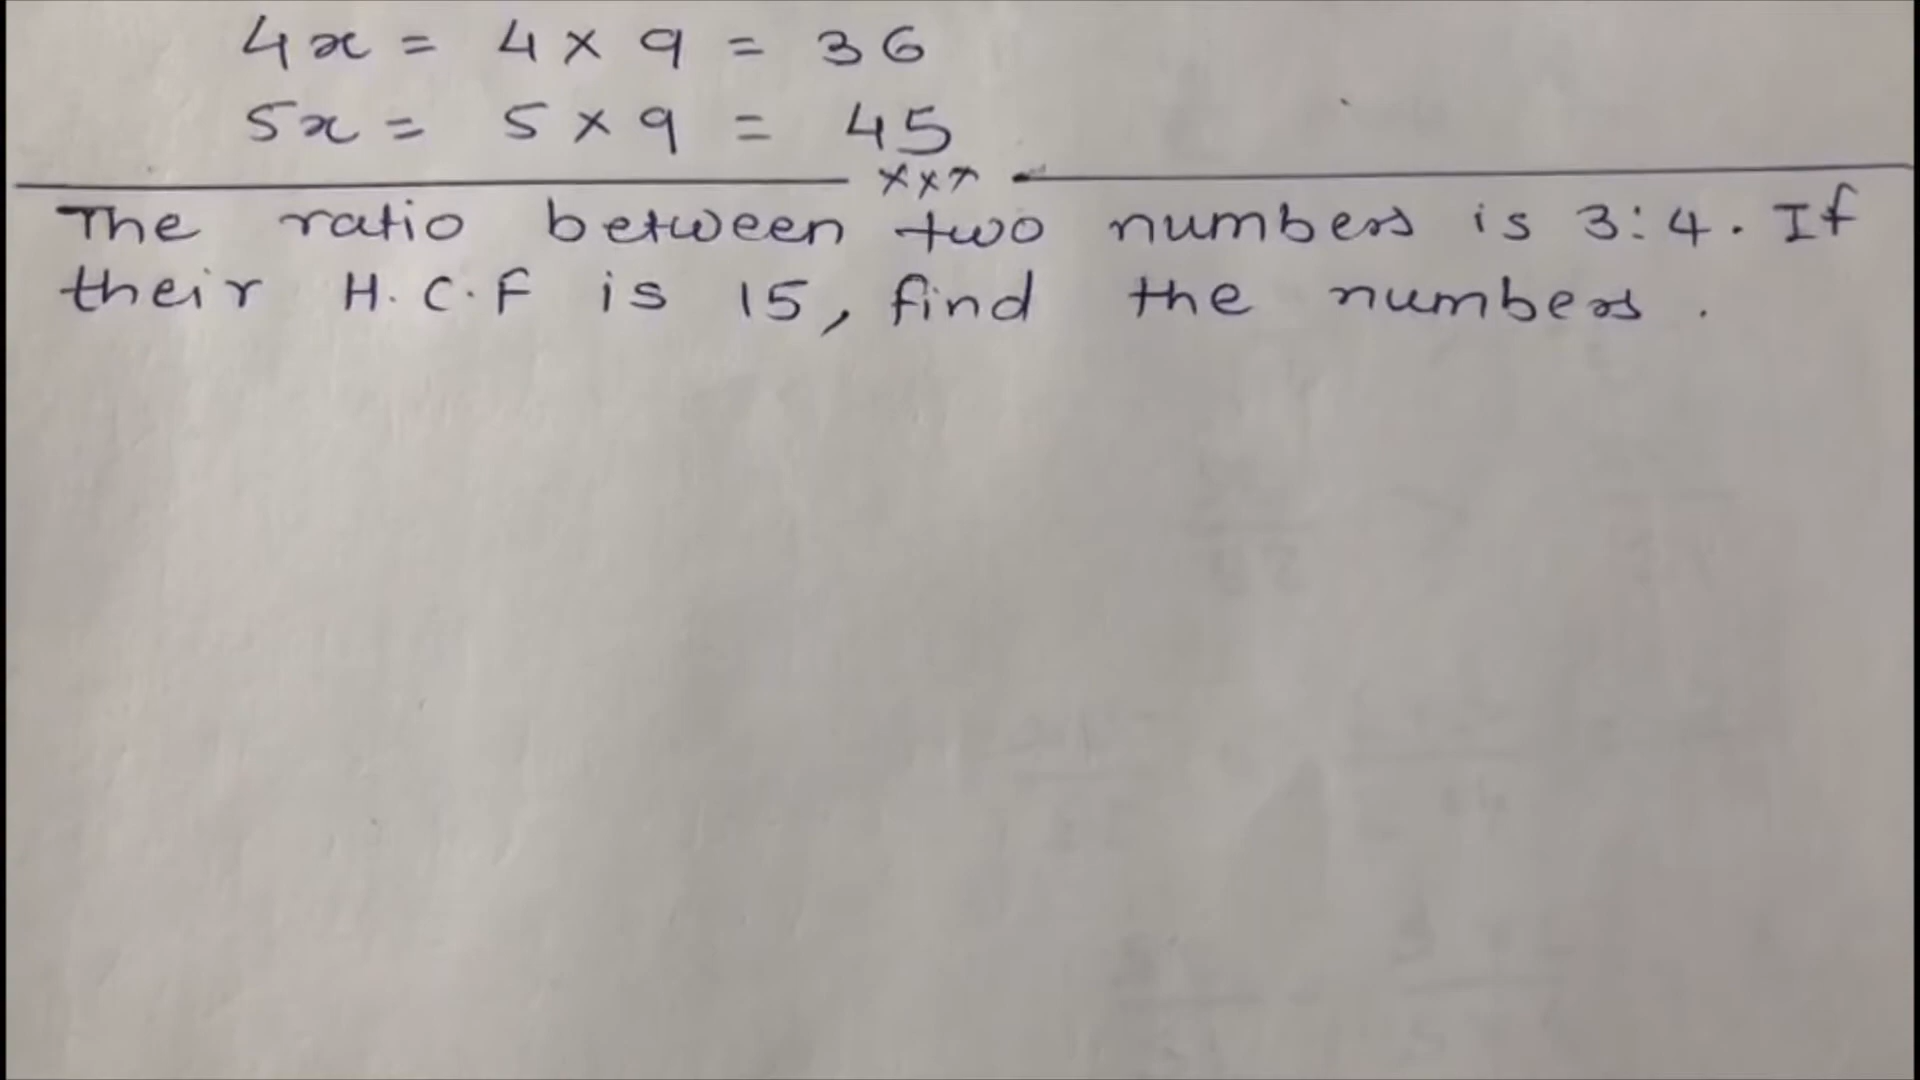 4x = 4 × 9 = 36
5x = 5 × 9 = 45
×××
The ratio between two numbers is 3:4. If
their H.C.F is 15, find the numbers.